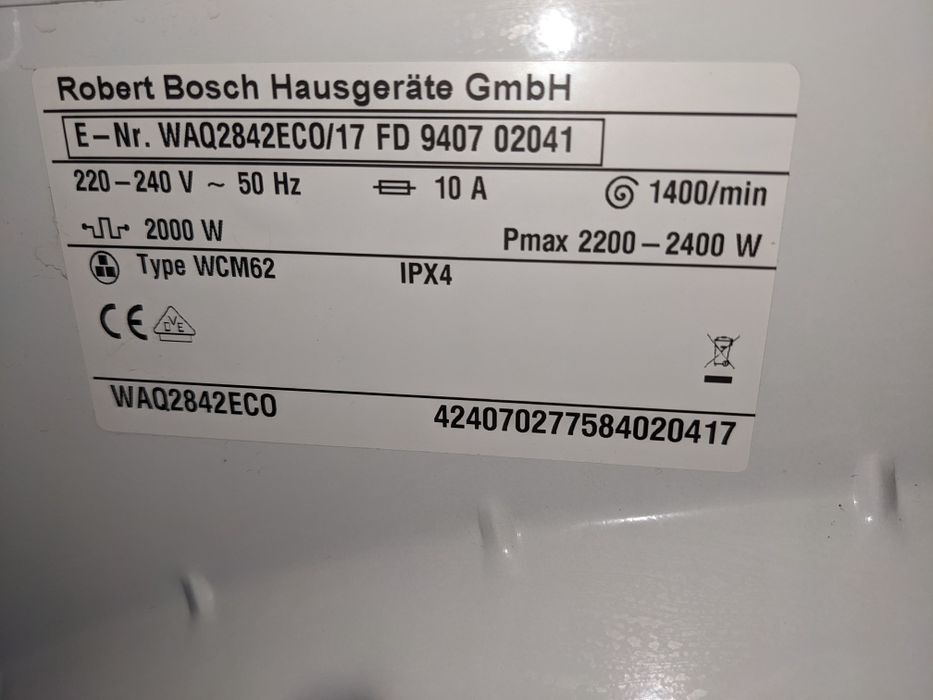 Robert Bosch Hausgeräte GmbH
E-Nr. WAQ2842ECO/17 FD 9407 02041
220-240 V ~ 50 Hz 10 A 1400/min
2000 W Pmax 2200-2400 W
Type WCM62 IPX4
CE DVE
WAQ2842ECO 424070277584020417